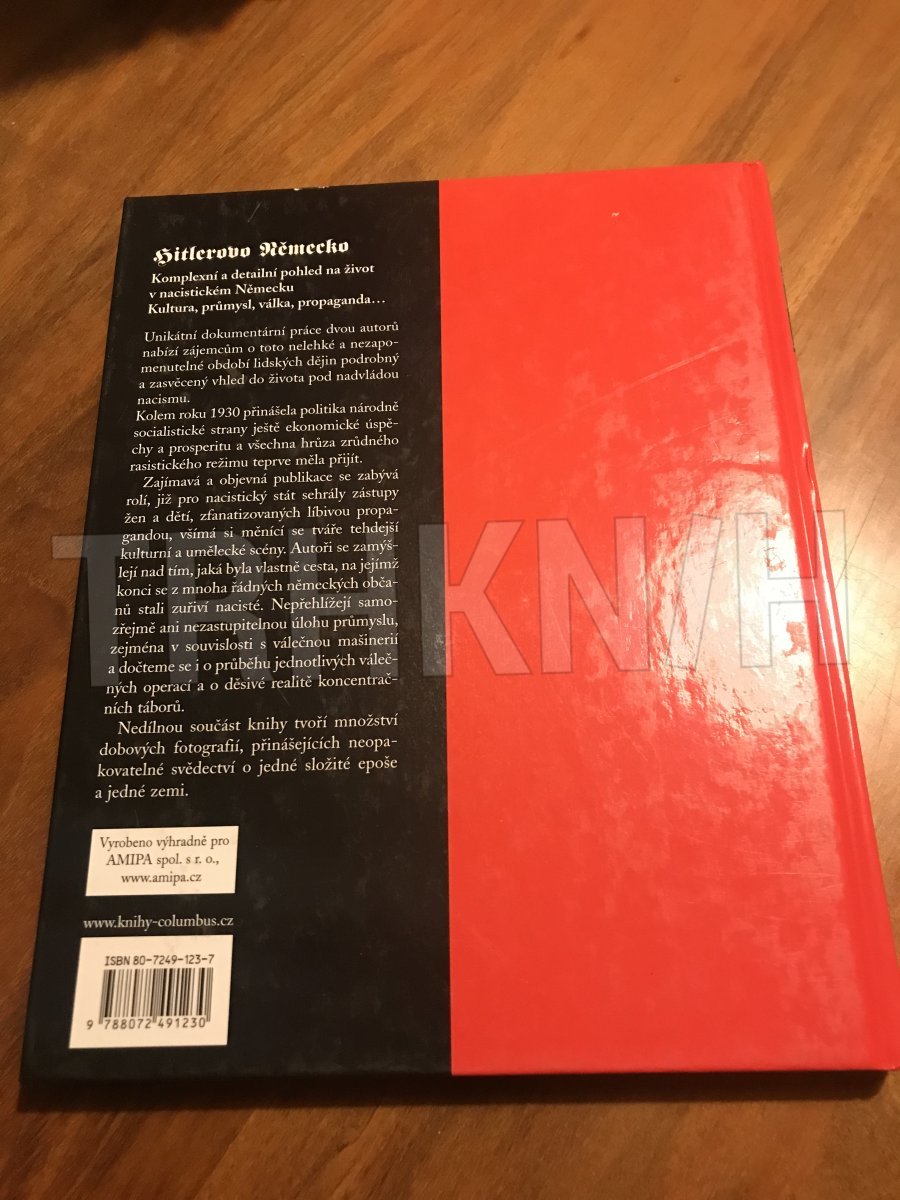 Hitlerovo Německo
Komplexní a detailní pohled na život
v nacistickém Německu
Kultura, průmysl, válka, propaganda...
Unikátní dokumentární práce dvou autorů
nabízí zájemcům o toto nelehké a nezapo-
menutelné období lidských dějin podrobný
a zasvěcený vhled do života pod nadvládou
nacismu.
Kolem roku 1930 přinášela politika národně
socialistické strany ještě ekonomické úspě-
chy a prosperitu a všechna hrůza zrůdného
rasistického režimu teprve měla přijít.
Zajímavá a objevná publikace se zabývá
rolí, již pro nacistický stát sehrály zástupy
žen a dětí, zfanatizovaných líbivou propa-
gandou, všímá si měnící se tváře tehdejší
kulturní a umělecké scény. Autoři se zamýš-
lejí nad tím, jaká byla vlastně cesta, na jejímž
konci se z mnoha řádných německých obča-
nů stali zuřiví nacisté. Nepřehlížejí samo-
zřejmě ani nezastupitelnou úlohu průmyslu,
zejména v souvislosti s válečnou mašinerií
a dočteme se i o průběhu jednotlivých váleč-
ných operací a o děsivé realitě koncentrač-
ních táborů.
Nedílnou součást knihy tvoří množství
dobových fotografií, přinášejících neopa-
kovatelné svědectví o jedné složité epoše
a jedné zemi.
Vyrobeno výhradně pro
AMIPA spol. s r. o.,
www.amipa.cz
www.knihy-columbus.cz
ISBN 80-7249-123-7
9 788072 491230